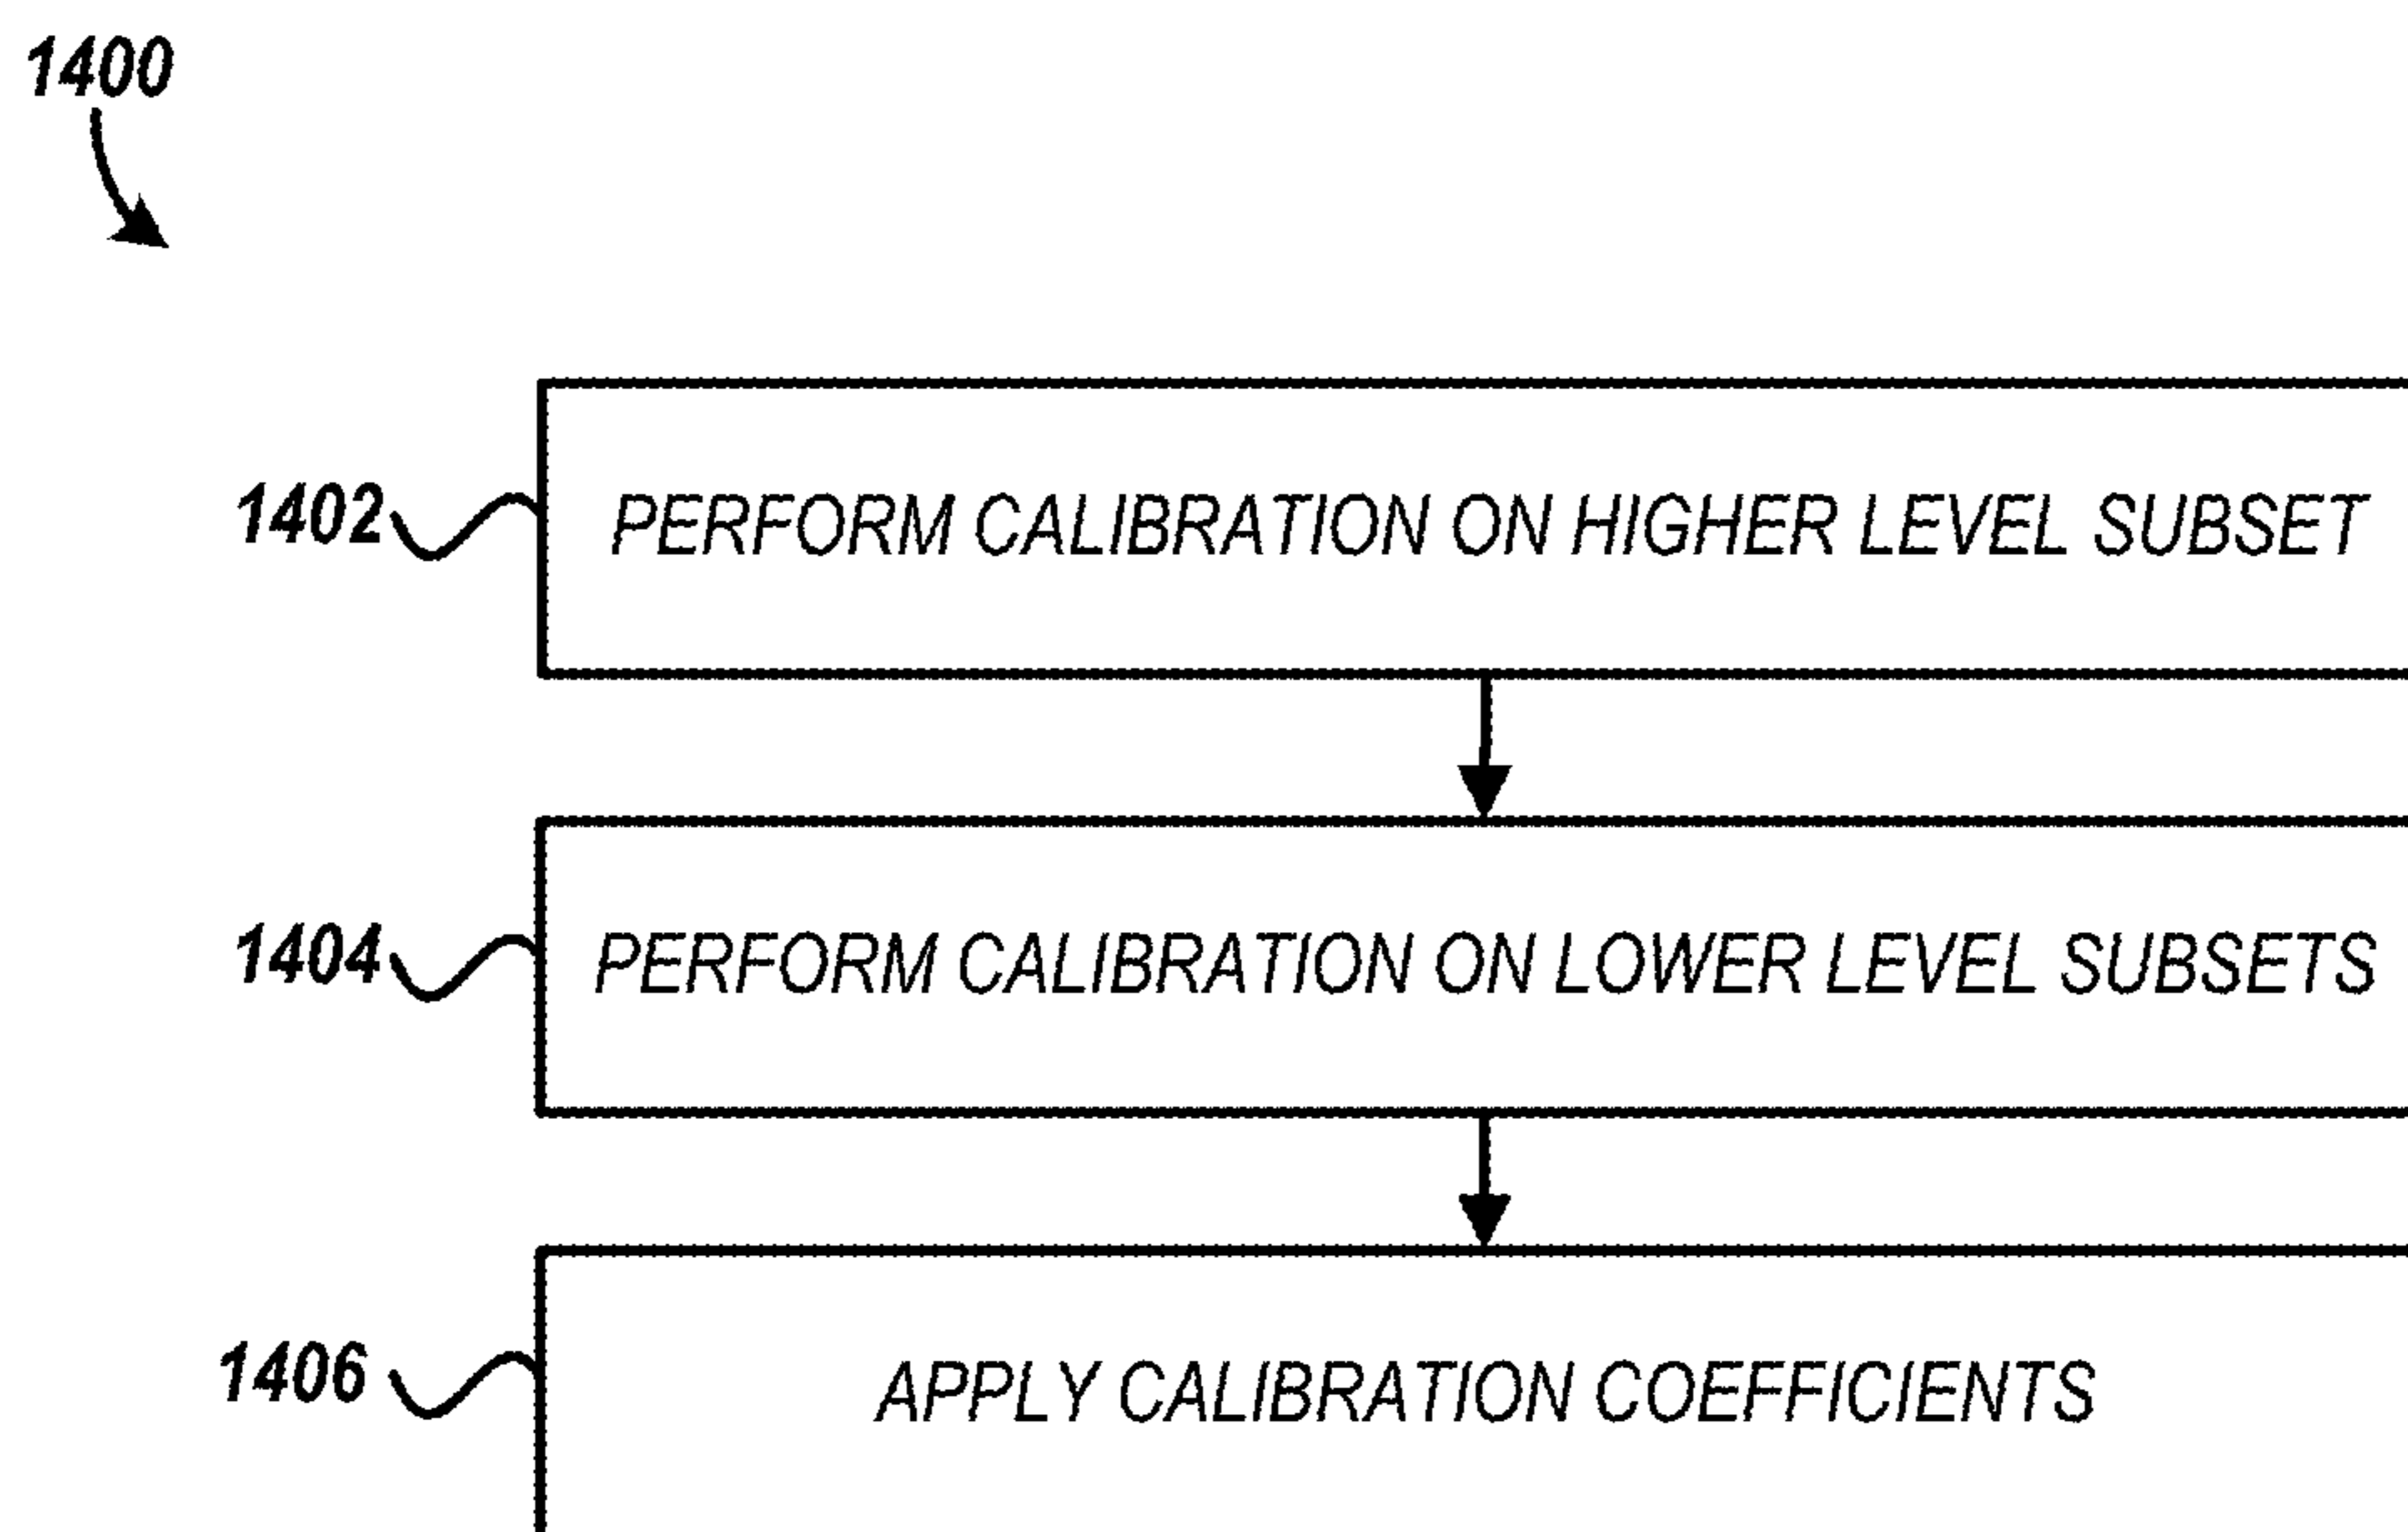 1400
1402 PERFORM CALIBRATION ON HIGHER LEVEL SUBSET
1404 PERFORM CALIBRATION ON LOWER LEVEL SUBSETS
1406 APPLY CALIBRATION COEFFICIENTS